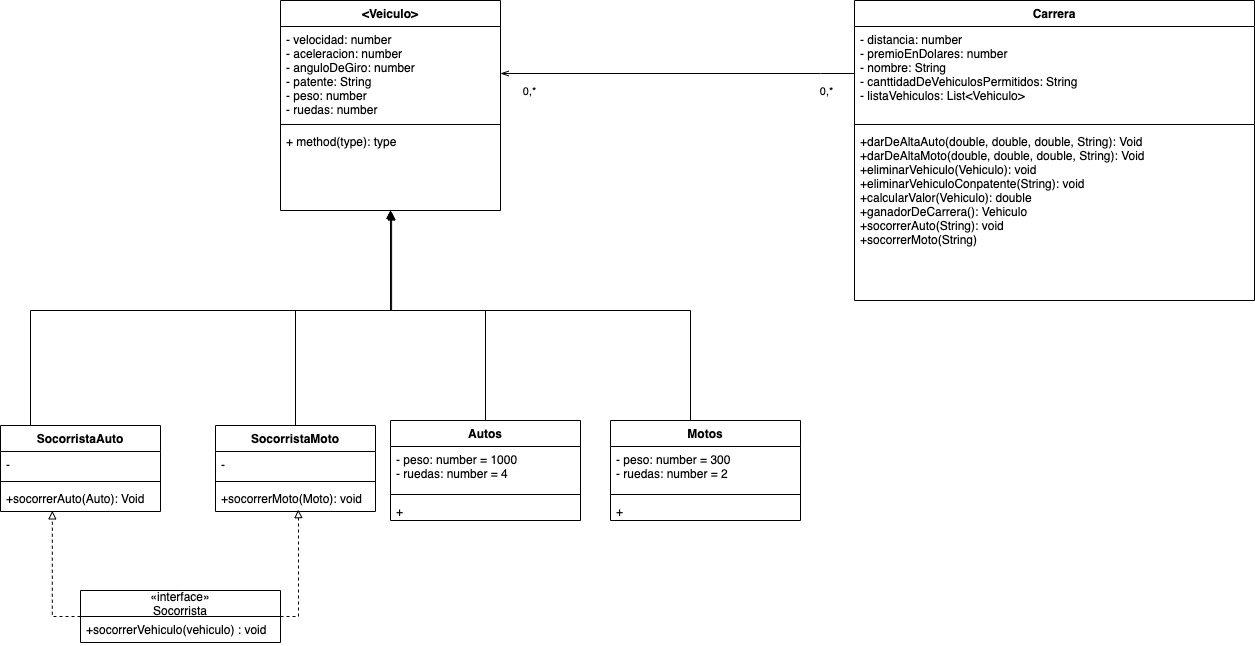 <Veiculo>
- velocidad: number
- aceleracion: number
- anguloDeGiro: number
- patente: String
- peso: number
- ruedas: number
+ method(type): type
0,*
0,*
Carrera
- distancia: number
- premioEnDolares: number
- nombre: String
- canttidadDeVehiculosPermitidos: String
- listaVehiculos: List<Vehiculo>
+darDeAltaAuto(double, double, double, String): Void
+darDeAltaMoto(double, double, double, String): Void
+eliminarVehiculo(Vehiculo): void
+eliminarVehiculoConpatente(String): void
+calcularValor(Vehiculo): double
+ganadorDeCarrera(): Vehiculo
+socorrerAuto(String): void
+socorrerMoto(String)
SocorristaAuto
-
+socorrerAuto(Auto): Void
SocorristaMoto
-
+socorrerMoto(Moto): void
Autos
- peso: number = 1000
- ruedas: number = 4
+
Motos
- peso: number = 300
- ruedas: number = 2
+
«interface»
Socorrista
+socorrerVehiculo(vehiculo) : void